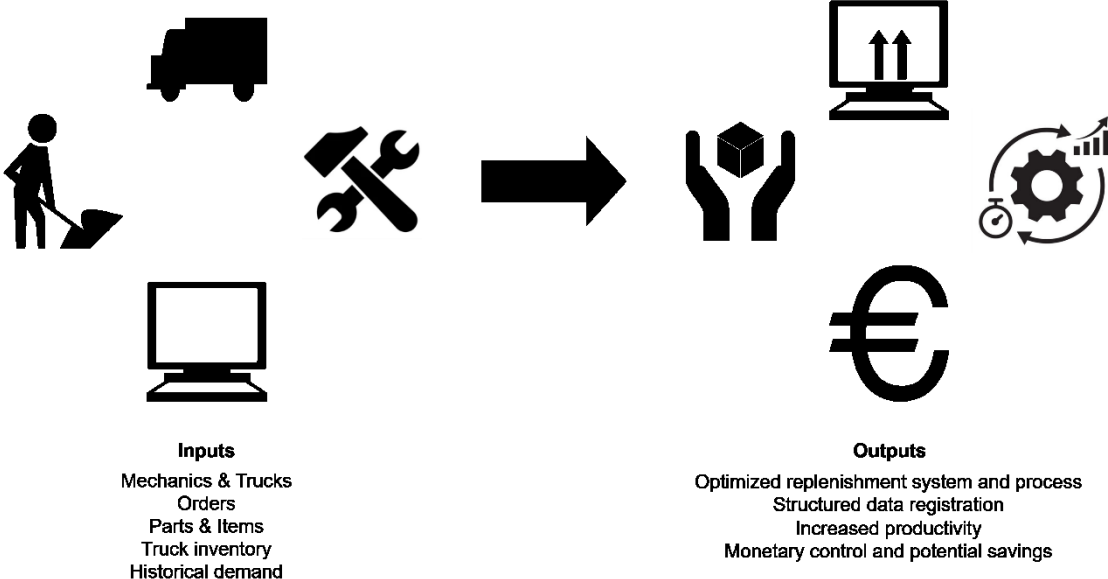 Inputs
Mechanics & Trucks
Orders
Parts & Items
Truck inventory
Historical demand
Outputs
Optimized replenishment system and process
Structured data registration
Increased productivity
Monetary control and potential savings